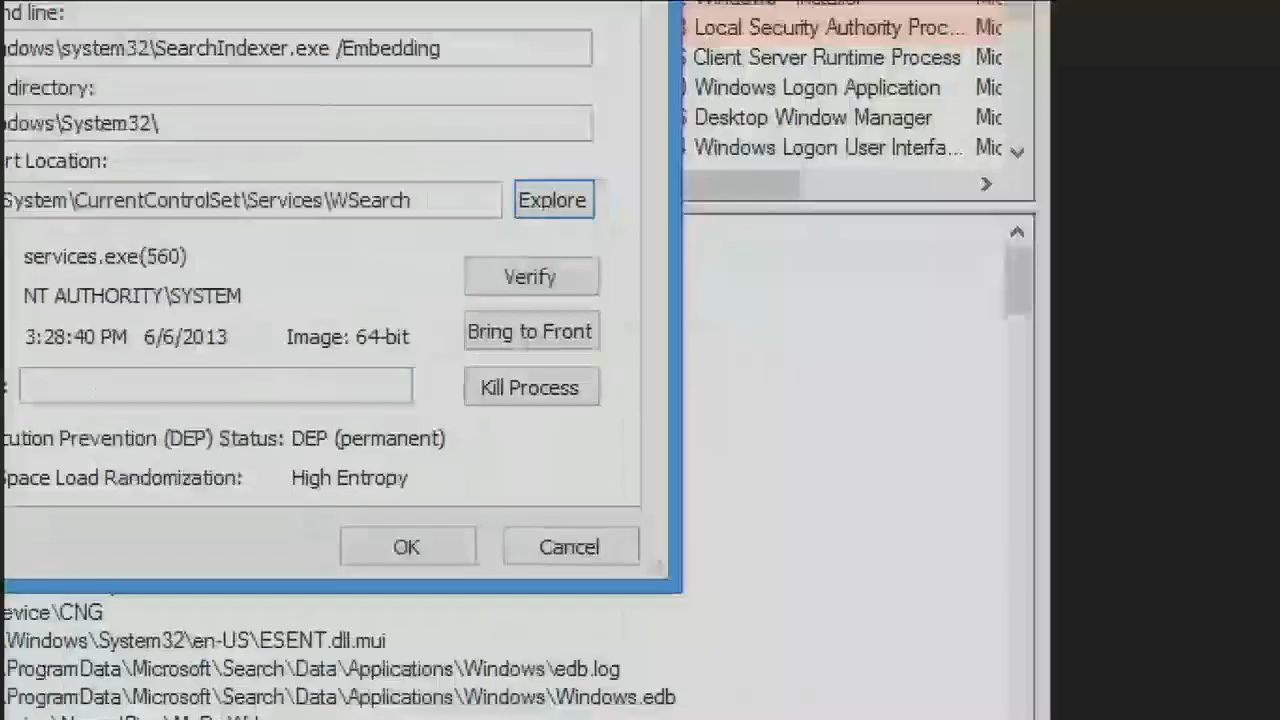 nd line:
dows\system32\SearchIndexer.exe /Embedding
directory:
dows\System32\
rt Location:
System\CurrentControlSet\Services\WSearch
Explore
services.exe(560)
Verify
NT AUTHORITY\SYSTEM
3:28:40 PM 6/6/2013 Image: 64-bit
Bring to Front
Kill Process
cution Prevention (DEP) Status: DEP (permanent)
Space Load Randomization: High Entropy
OK Cancel
Local Security Authority Proc... Mic
Client Server Runtime Process Mic
Windows Logon Application Mic
Desktop Window Manager Mic
Windows Logon User Interfa... Mic
evice\CNG
\Windows\System32\en-US\ESENT.dll.mui
\ProgramData\Microsoft\Search\Data\Applications\Windows\edb.log
\ProgramData\Microsoft\Search\Data\Applications\Windows\Windows.edb